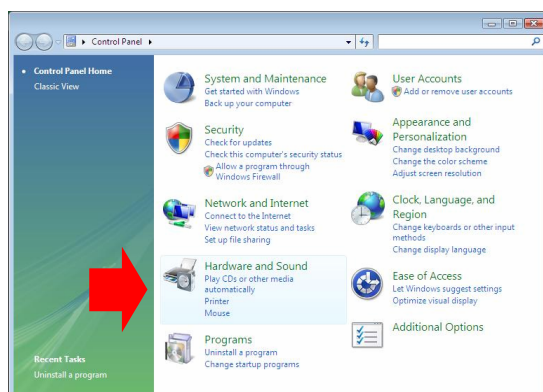 Control Panel
Control Panel Home
Classic View
System and Maintenance
Get started with Windows
Back up your computer
Security
Check for updates
Check this computer's security status
Allow a program through
Windows Firewall
Network and Internet
Connect to the Internet
View network status and tasks
Set up file sharing
Hardware and Sound
Play CDs or other media
automatically
Printer
Mouse
Programs
Uninstall a program
Change startup programs
User Accounts
Add or remove user accounts
Appearance and
Personalization
Change desktop background
Change the color scheme
Adjust screen resolution
Clock, Language, and
Region
Change keyboards or other input
methods
Change display language
Ease of Access
Let Windows suggest settings
Optimize visual display
Additional Options
Recent Tasks
Uninstall a program